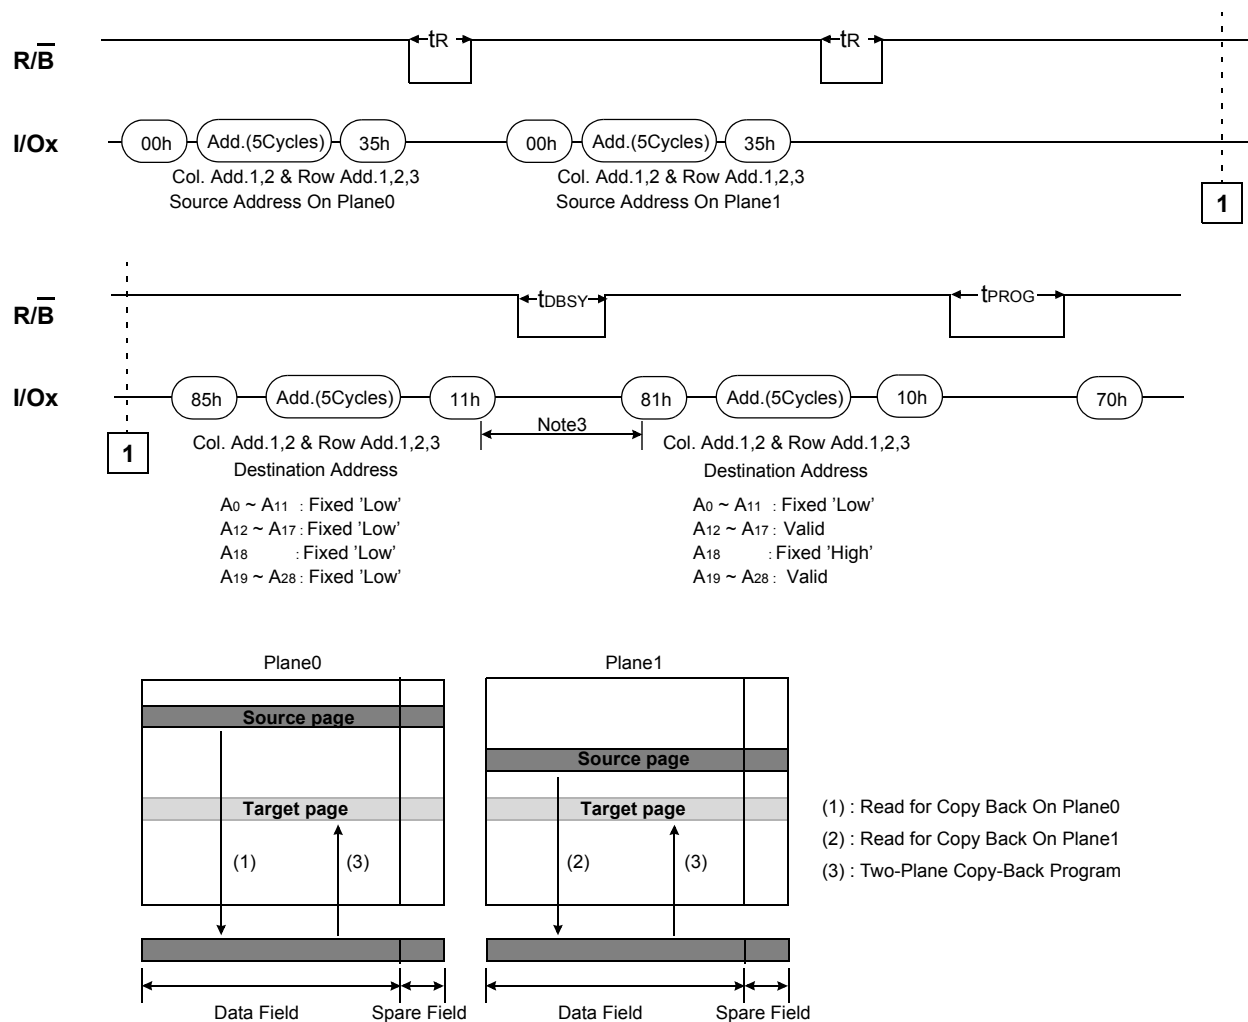 tR tR
R/B
I/Ox 00h Add.(5Cycles) 35h 00h Add.(5Cycles) 35h
Col. Add.1,2 & Row Add.1,2,3 Col. Add.1,2 & Row Add.1,2,3
Source Address On Plane0 Source Address On Plane1
1
tDBSY tPROG
R/B
I/Ox 85h Add.(5Cycles) 11h 81h Add.(5Cycles) 10h 70h
Note3
1
Col. Add.1,2 & Row Add.1,2,3 Col. Add.1,2 & Row Add.1,2,3
Destination Address Destination Address
A0 ~ A11 : Fixed ’Low’ A0 ~ A11 : Fixed ’Low’
A12 ~ A17 : Fixed ’Low’ A12 ~ A17 : Valid
A18 : Fixed ’Low’ A18 : Fixed ’High’
A19 ~ A28 : Fixed ’Low’ A19 ~ A28 : Valid
Plane0 Plane1
Source page
Source page
Target page Target page
(1) : Read for Copy Back On Plane0
(2) : Read for Copy Back On Plane1
(3) : Two-Plane Copy-Back Program
(1) (3) (2) (3)
Data Field Spare Field Data Field Spare Field